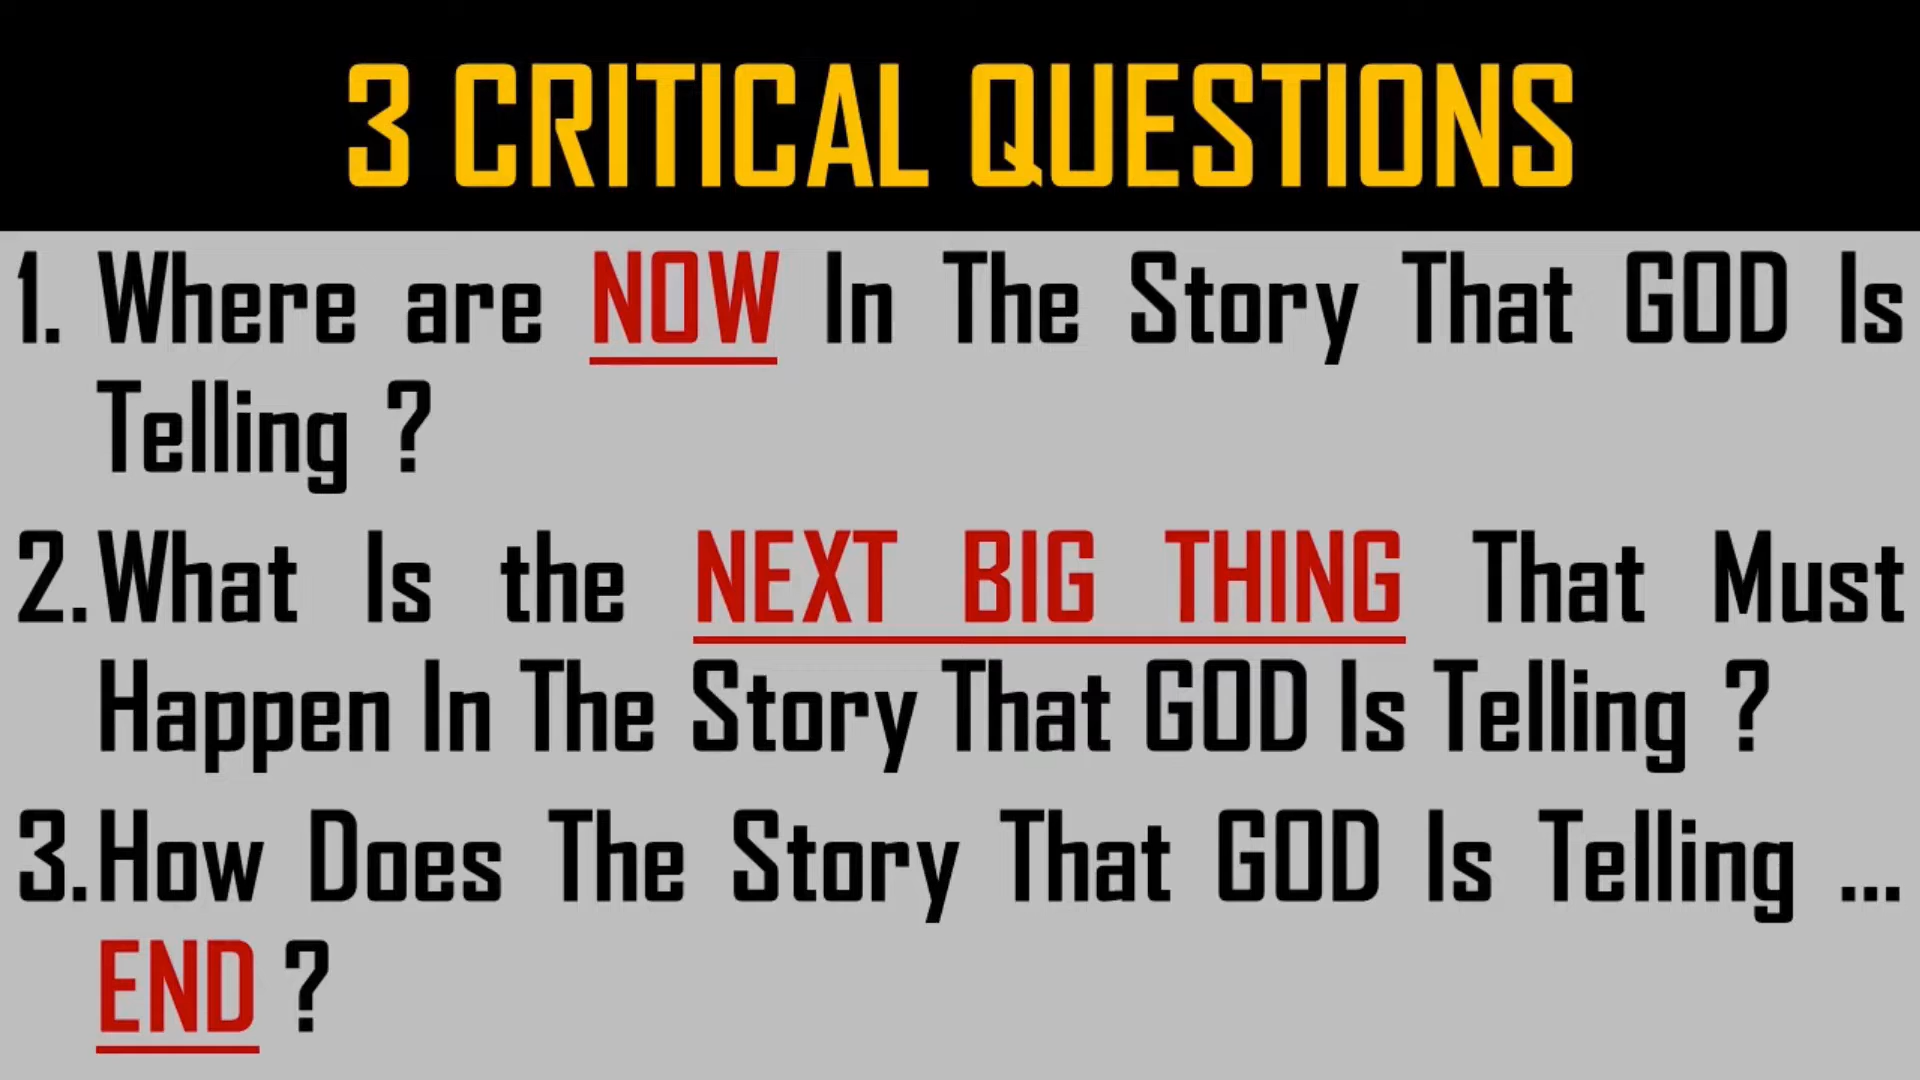 3 CRITICAL QUESTIONS
1. Where are NOW In The Story That GOD Is
Telling ?
2. What Is the NEXT BIG THING That Must
Happen In The Story That GOD Is Telling ?
3. How Does The Story That GOD Is Telling ...
END ?